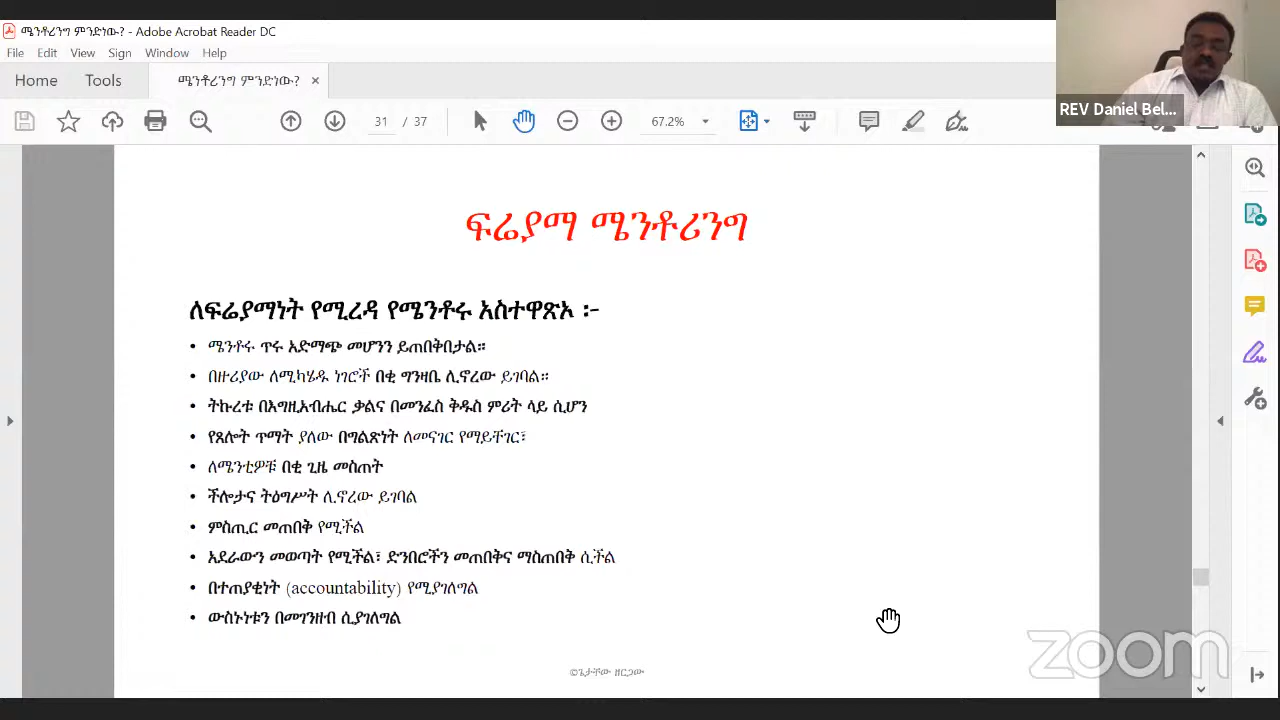 ሜንቶሪንግ ምንድነው? - Adobe Acrobat Reader DC
File Edit View Sign Window Help
Home Tools ሜንቶሪንግ ምንድነው? ×
31 / 37 67.2%
REV Daniel Bel...
ፍሬያማ ሜንቶሪንግ
ለፍሬያማነት የሚረዳ የሜንቶሩ አስተዋጽኦ ፡-
• ሜንቶሩ ጥሩ አድማጭ መሆንን ይጠበቅበታል።
• በዙሪያው ለሚካሄዱ ነገሮች በቂ ግንዛቤ ሊኖረው ይገባል።
• ትኩረቱ በእግዚአብሔር ቃልና በመንፈስ ቅዱስ ምሪት ላይ ሲሆን
• የጸሎት ጥማት ያለው በግልጽነት ለመናገር የማይቸገር፣
• ለሜንቲዎቹ በቂ ጊዜ መስጠት
• ችሎታና ትዕግሥት ሊኖረው ይገባል
• ምስጢር መጠበቅ የሚችል
• አደራውን መወጣት የሚችል፣ ድንበሮችን መጠበቅና ማስጠበቅ ሲችል
• በተጠያቂነት (accountability) የሚያገለግል
• ውስኑነቱን በመገንዘብ ሲያገለግል
©ጌታቸው ዘርጋው
zoom